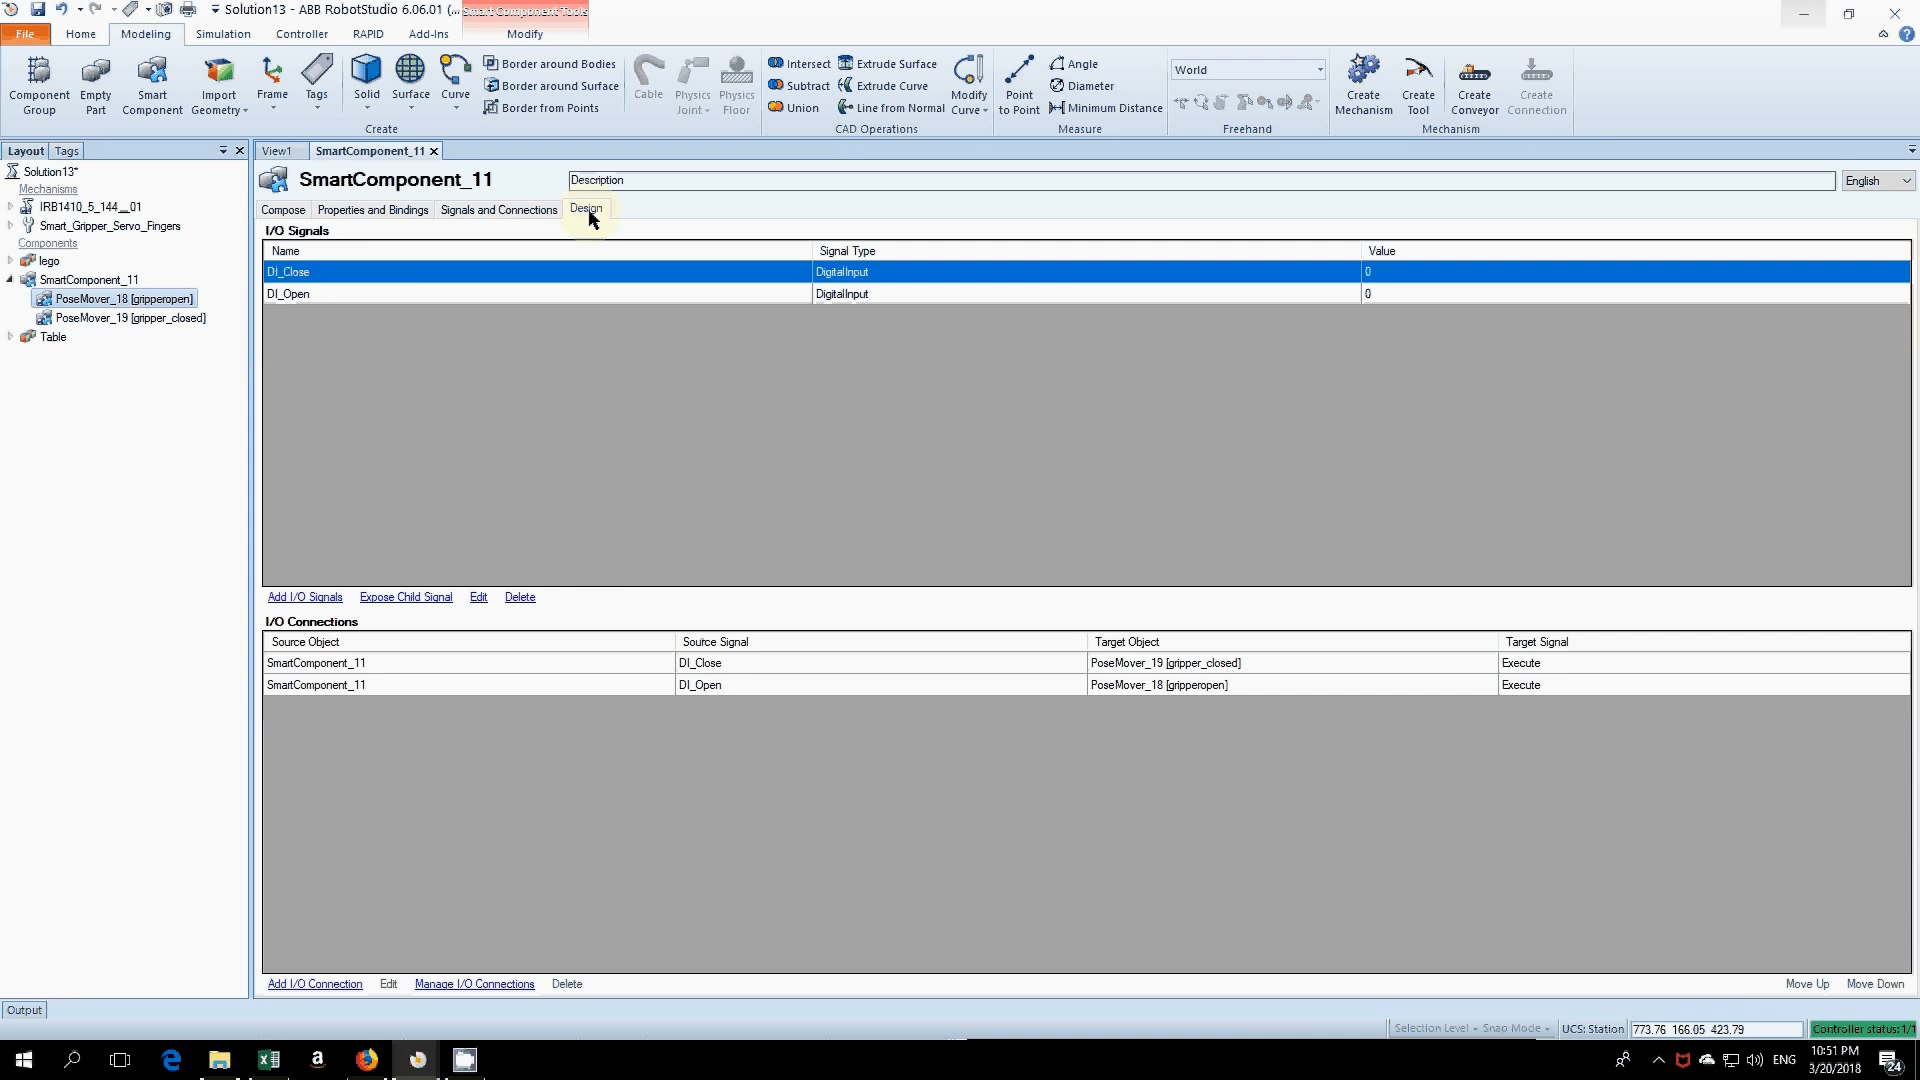 Solution13 - ABB RobotStudio 6.06.01 (...
Smart Component Tools
File
Home
Modeling
Simulation
Controller
RAPID
Add-Ins
Modify
Component Group
Empty Part
Smart Component
Import Geometry
Frame
Tags
Solid
Surface
Curve
Border around Bodies
Border around Surface
Border from Points
Cable
Physics Joint
Physics Floor
Intersect
Subtract
Union
Extrude Surface
Extrude Curve
Line from Normal
Modify Curve
Point to Point
Angle
Diameter
Minimum Distance
World
Create Mechanism
Create Tool
Create Conveyor
Create Connection
Create
CAD Operations
Measure
Freehand
Mechanism
Layout
Tags
View1
SmartComponent_11
Solution13*
Mechanisms
IRB1410_5_144__01
Smart_Gripper_Servo_Fingers
Components
lego
SmartComponent_11
PoseMover_18 [gripperopen]
PoseMover_19 [gripper_closed]
Table
SmartComponent_11
Description
English
Compose
Properties and Bindings
Signals and Connections
Design
I/O Signals
Name Signal Type Value
DI_Close DigitalInput 0
DI_Open DigitalInput 0
Add I/O Signals Expose Child Signal Edit Delete
I/O Connections
Source Object Source Signal Target Object Target Signal
SmartComponent_11 DI_Close PoseMover_19 [gripper_closed] Execute
SmartComponent_11 DI_Open PoseMover_18 [gripperopen] Execute
Add I/O Connection Edit Manage I/O Connections Delete Move Up Move Down
Output
Selection Level Snap Mode UCS: Station 773.76 166.05 423.79 Controller status: 1/1
ENG
10:51 PM
3/20/2018
24